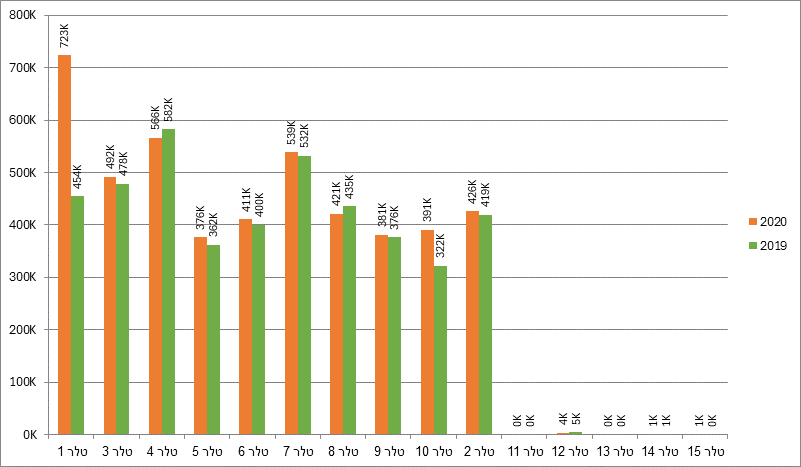 800K
700K
600K
500K
400K
300K
200K
100K
0K
723K
454K
492K
478K
566K
582K
376K
362K
411K
400K
539K
532K
421K
435K
381K
376K
391K
322K
426K
419K
0K
0K
4K
5K
0K
0K
1K
1K
1K
0K
טלר 1
טלר 3
טלר 4
טלר 5
טלר 6
טלר 7
טלר 8
טלר 9
טלר 10
טלר 2
טלר 11
טלר 12
טלר 13
טלר 14
טלר 15
2020
2019